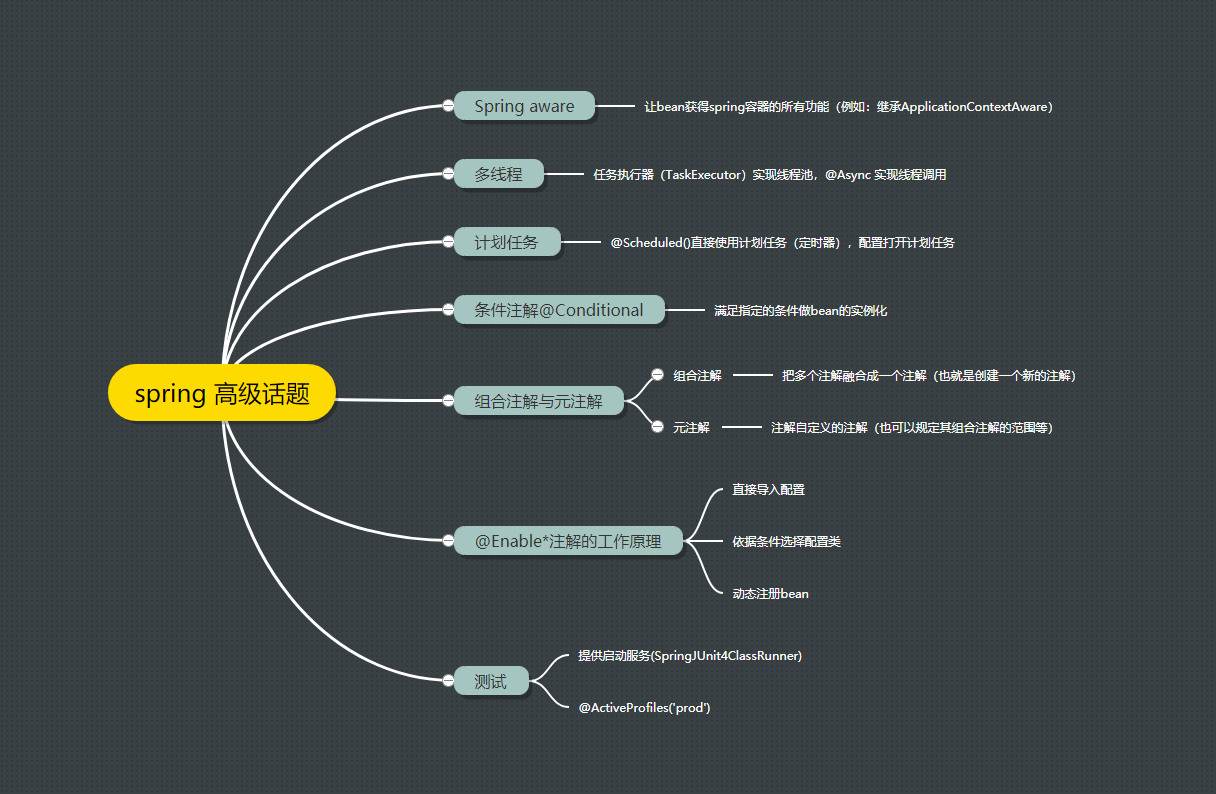 spring 高级话题
Spring aware
让bean获得spring容器的所有功能（例如：继承ApplicationContextAware）
多线程
任务执行器（TaskExecutor）实现线程池，@Async 实现线程调用
计划任务
@Scheduled()直接使用计划任务（定时器），配置打开计划任务
条件注解@Conditional
满足指定的条件做bean的实例化
组合注解与元注解
组合注解
把多个注解融合成一个注解（也就是创建一个新的注解）
元注解
注解自定义的注解（也可以规定其组合注解的范围等）
@Enable*注解的工作原理
直接导入配置
依据条件选择配置类
动态注册bean
测试
提供启动服务(SpringJUnit4ClassRunner)
@ActiveProfiles('prod')